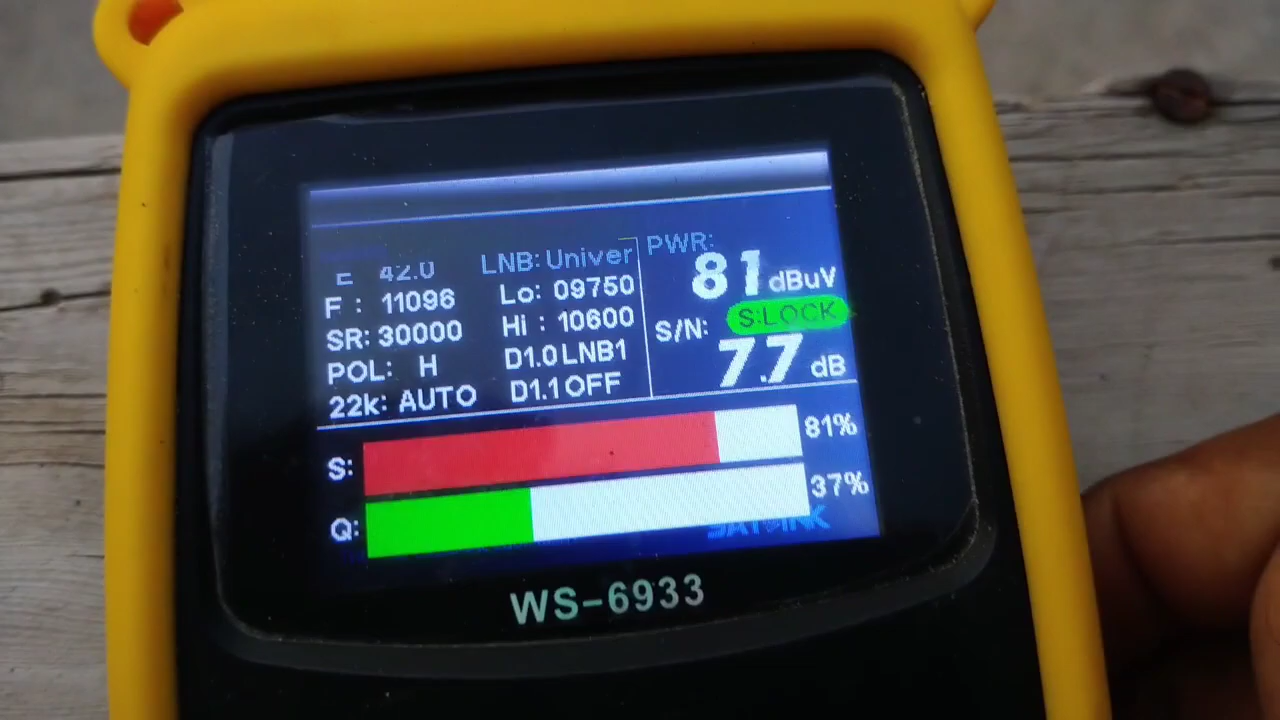 E 42.0
LNB: Univer
PWR:
81 dBuV
F : 11096
Lo: 09750
S:LOCK
SR: 30000
Hi : 10600
S/N:
7.7 dB
POL: H
D1.0 LNB1
22k: AUTO
D1.1 OFF
S: 81%
Q: 37%
SATLINK
WS-6933